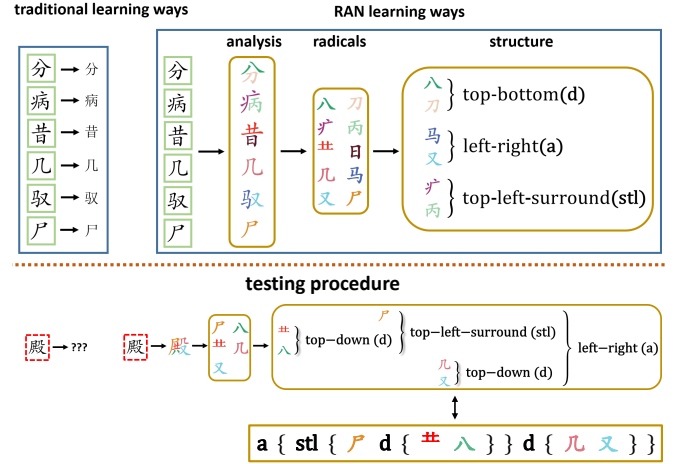 traditional learning ways
RAN learning ways
分 → 分
病 → 病
昔 → 昔
几 → 几
驭 → 驭
尸 → 尸
分
病
昔
几
驭
尸
analysis
分
病
昔
几
驭
尸
radicals
八 刀
疒 丙
龷 日
几 马
又 尸
structure
八
刀 } top-bottom(d)
马
又 } left-right(a)
疒
丙 } top-left-surround(stl)
testing procedure
殿 → ???
殿 → 殿
尸 八
龷 几
又
尸
龷
八 } top−down (d)
} top−left−surround (stl)
几
又 } top−down (d)
} left−right (a)
a { stl { 尸 d { 龷 八 } } d { 几 又 } }